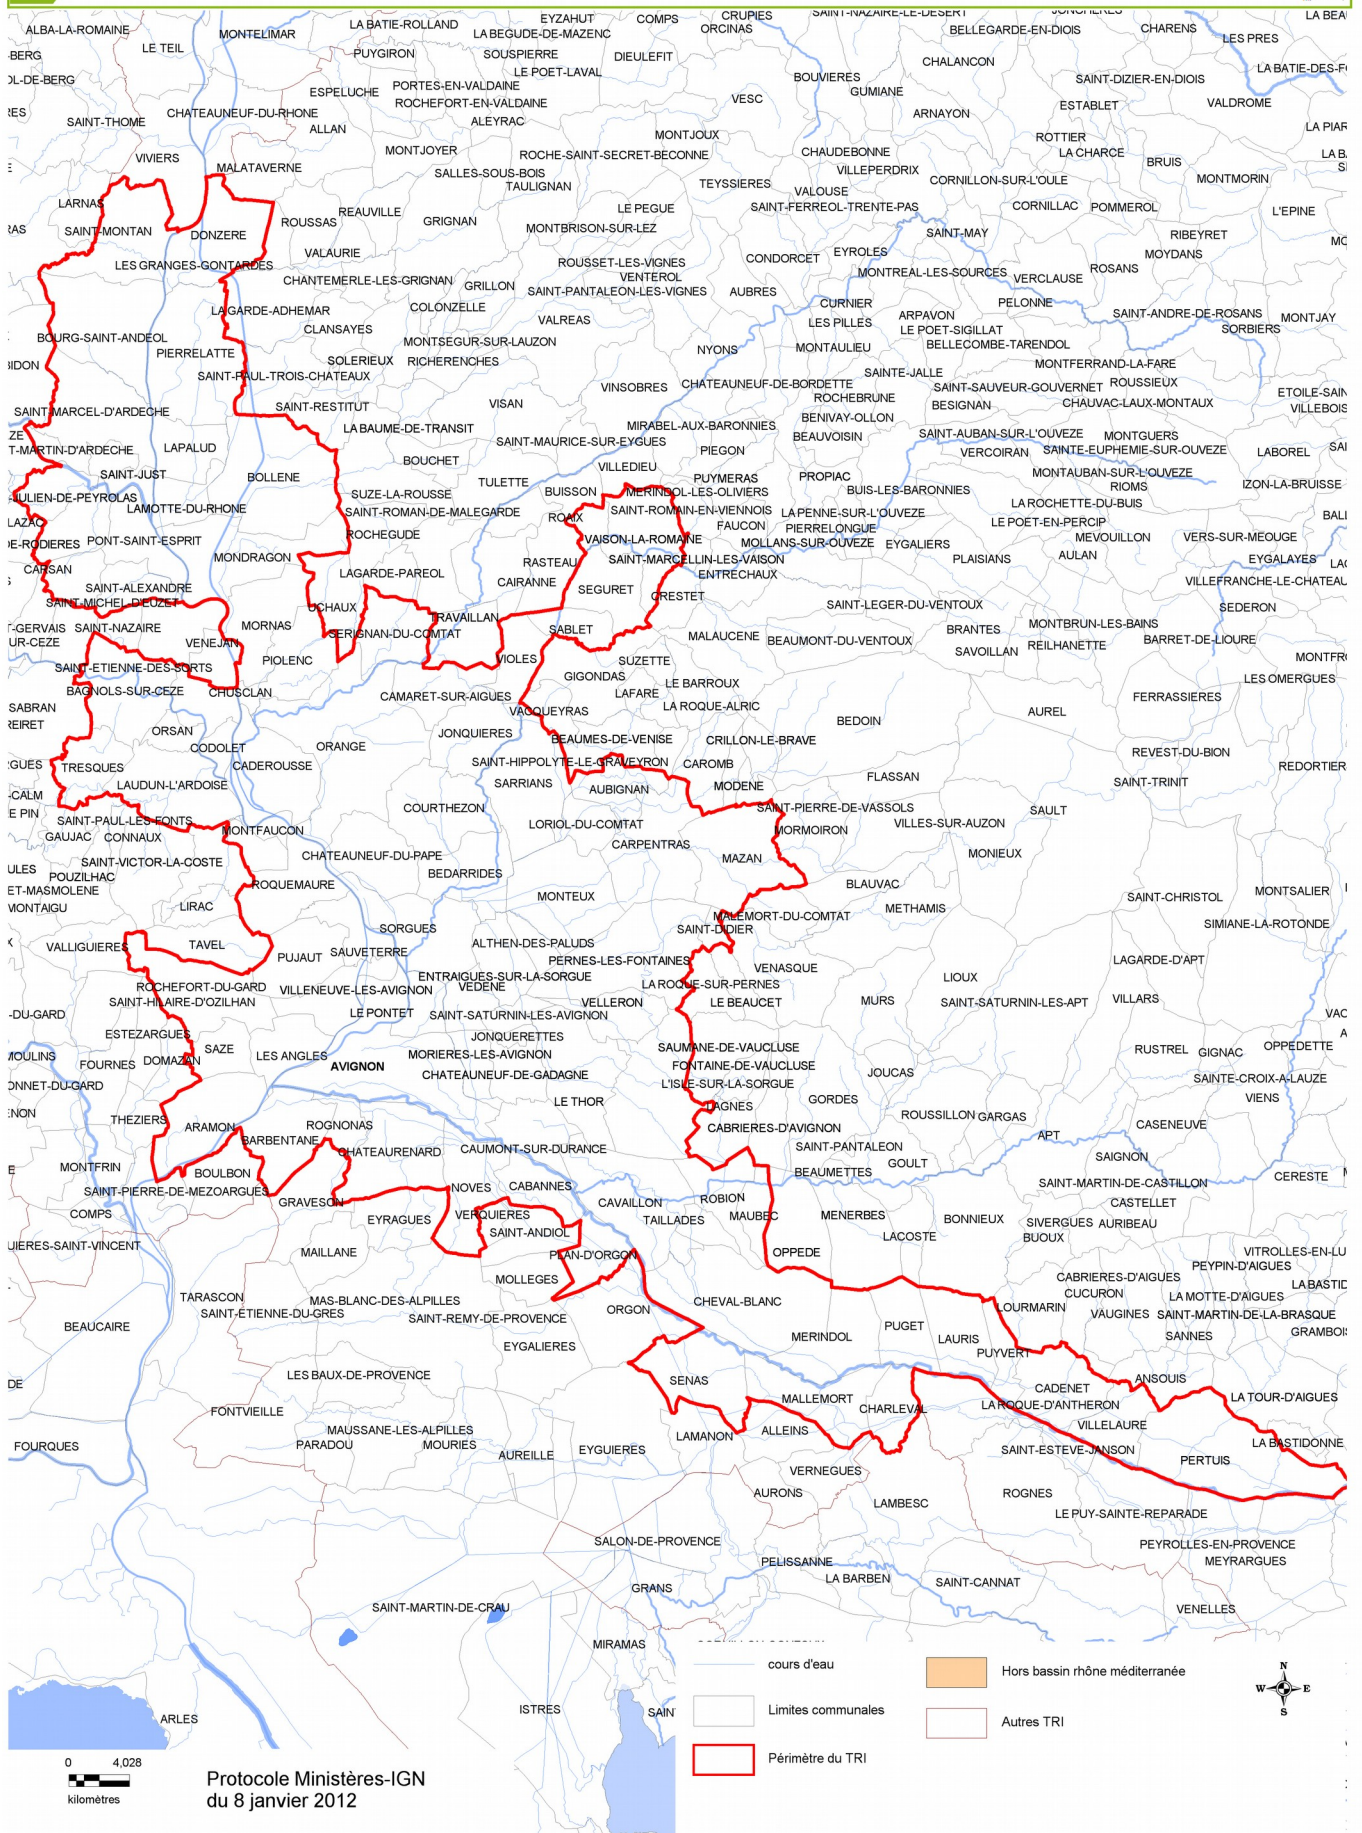 ALBA-LA-ROMAINE
MONTELIMAR
LA BATIE-ROLLAND
EYZAHUT
COMPS
CRUPIES
ORCINAS
SAINT-NAZAIRE-LE-DESERT
BELLEGARDE-EN-DIOIS
CHARENS
LES PRES
LE TEIL
LA BEGUDE-DE-MAZENC
PUYGIRON
SOUSPIERRE
DIEULEFIT
CHALANCON
LE POET-LAVAL
BOUVIERES
SAINT-DIZIER-EN-DIOIS
ESPELUCHE
PORTES-EN-VALDAINE
GUMIANE
VESC
ROCHEFORT-EN-VALDAINE
ESTABLET
VALDROME
CHATEAUNEUF-DU-RHONE
ARNAYON
SAINT-THOME
ALLAN
ALEYRAC
MONTJOUX
ROTTIER
VIVIERS
MONTJOYER
ROCHE-SAINT-SECRET-BECONNE
CHAUDEBONNE
LA CHARCE
BRUIS
MALATAVERNE
SALLES-SOUS-BOIS
TAULIGNAN
TEYSSIERES
VILLEPERDRIX
VALOUSE
CORNILLON-SUR-L'OULE
MONTMORIN
LARNAS
REAUVILLE
LE PEGUE
SAINT-FERREOL-TRENTE-PAS
CORNILLAC
POMMEROL
L'EPINE
ROUSSAS
GRIGNAN
MONTBRISON-SUR-LEZ
SAINT-MAY
RIBEYRET
SAINT-MONTAN
DONZERE
VALAURIE
CONDORCET
EYROLES
MOYDANS
LES GRANGES-GONTARDES
ROUSSET-LES-VIGNES
VENTEROL
MONTREAL-LES-SOURCES
VERCLAUSE
ROSANS
CHANTEMERLE-LES-GRIGNAN
GRILLON
SAINT-PANTALEON-LES-VIGNES
AUBRES
CURNIER
PELONNE
LA GARDE-ADHEMAR
COLONZELLE
VALREAS
LES PILLES
ARPAVON
SAINT-ANDRE-DE-ROSANS
SORBIERS
MONTJAY
CLANSAYES
LE POET-SIGILLAT
BOURG-SAINT-ANDEOL
MONTSEGUR-SUR-LAUZON
NYONS
MONTAULIEU
BELLECOMBE-TARENDOL
PIERRELATTE
SOLERIEUX
RICHERENCHES
MONTFERRAND-LA-FARE
SAINT-PAUL-TROIS-CHATEAUX
VINSOBRES
CHATEAUNEUF-DE-BORDETTE
SAINTE-JALLE
SAINT-SAUVEUR-GOUVERNET
ROUSSIEUX
ROCHEBRUNE
SAINT-MARCEL-D'ARDECHE
SAINT-RESTITUT
VISAN
BESIGNAN
CHAUVAC-LAUX-MONTAUX
BENIVAY-OLLON
LA BAUME-DE-TRANSIT
MIRABEL-AUX-BARONNIES
BEAUVOISIN
SAINT-AUBAN-SUR-L'OUVEZE
MONTGUERS
T-MARTIN-D'ARDECHE
LAPALUD
SAINT-MAURICE-SUR-EYGUES
PIEGON
VERCOIRAN
SAINTE-EUPHEMIE-SUR-OUVEZE
LABOREL
SAINT-JUST
BOLLENE
BOUCHET
VILLEDIEU
PUYMERAS
PROPIAC
MONTAUBAN-SUR-L'OUVEZE
RIOMS
IZON-LA-BRUISSE
TULETTE
BUISSON
MERINDOL-LES-OLIVIERS
BUIS-LES-BARONNIES
LA ROCHETTE-DU-BUIS
-JULIEN-DE-PEYROLAS
SUZE-LA-ROUSSE
LAMOTTE-DU-RHONE
SAINT-ROMAN-DE-MALEGARDE
ROAIX
SAINT-ROMAIN-EN-VIENNOIS
LA PENNE-SUR-L'OUVEZE
FAUCON
LE POET-EN-PERCIP
ROCHEGUDE
VAISON-LA-ROMAINE
PIERRELONGUE
MEVOUILLON
VERS-SUR-MEOUGE
PONT-SAINT-ESPRIT
MOLLANS-SUR-OUVEZE
EYGALIERS
MONDRAGON
RASTEAU
SAINT-MARCELLIN-LES-VAISON
PLAISIANS
AULAN
EYGALAYES
CARSAN
LAGARDE-PAREOL
CAIRANNE
ENTRECHAUX
VILLEFRANCHE-LE-CHATEAU
SAINT-ALEXANDRE
SEGURET
CRESTET
SAINT-MICHEL-D'EUZET
UCHAUX
TRAVAILLAN
SAINT-LEGER-DU-VENTOUX
SEDERON
SAINT-NAZAIRE
MORNAS
SERIGNAN-DU-COMTAT
SABLET
MALAUCENE
BEAUMONT-DU-VENTOUX
BRANTES
MONTBRUN-LES-BAINS
BARRET-DE-LIOURE
VENEJAN
PIOLENC
VIOLES
SUZETTE
SAVOILLAN
REILHANETTE
SAINT-ETIENNE-DES-SORTS
GIGONDAS
LES OMERGUES
BAGNOLS-SUR-CEZE
CHUSCLAN
CAMARET-SUR-AIGUES
LAFARE
LE BARROUX
FERRASSIERES
SABRAN
VACQUEYRAS
LA ROQUE-ALRIC
BEDOIN
AUREL
ORSAN
JONQUIERES
BEAUMES-DE-VENISE
CRILLON-LE-BRAVE
CODOLET
ORANGE
REVEST-DU-BION
TRESQUES
CADEROUSSE
SAINT-HIPPOLYTE-LE-GRAVEYRON
CAROMB
REDORTIER
LAUDUN-L'ARDOISE
SARRIANS
AUBIGNAN
MODENE
FLASSAN
SAINT-TRINIT
COURTHEZON
SAINT-PIERRE-DE-VASSOLS
SAULT
SAINT-PAUL-LES-FONTS
MONTFAUCON
LORIOL-DU-COMTAT
MORMOIRON
VILLES-SUR-AUZON
GAUJAC
CONNAUX
CARPENTRAS
SAINT-VICTOR-LA-COSTE
CHATEAUNEUF-DU-PAPE
MAZAN
MONIEUX
POUZILHAC
ROQUEMAURE
BEDARRIDES
BLAUVAC
LIRAC
MONTEUX
METHAMIS
SAINT-CHRISTOL
MONTSALIER
MALEMORT-DU-COMTAT
SIMIANE-LA-ROTONDE
VALLIGUIERES
TAVEL
SORGUES
SAINT-DIDIER
PUJAUT
SAUVETERRE
ALTHEN-DES-PALUDS
PERNES-LES-FONTAINES
VENASQUE
LAGARDE-D'APT
ROCHEFORT-DU-GARD
VILLENEUVE-LES-AVIGNON
ENTRAIGUES-SUR-LA-SORGUE
VEDENE
LA ROQUE-SUR-PERNES
LIOUX
SAINT-HILAIRE-D'OZILHAN
LE PONTET
SAINT-SATURNIN-LES-AVIGNON
VELLERON
LE BEAUCET
MURS
SAINT-SATURNIN-LES-APT
VILLARS
-DU-GARD
ESTEZARGUES
JONQUERETTES
SAZE
LES ANGLES
MORIERES-LES-AVIGNON
SAUMANE-DE-VAUCLUSE
RUSTREL
GIGNAC
OPPEDETTE
FOURNES
DOMAZAN
AVIGNON
CHATEAUNEUF-DE-GADAGNE
FONTAINE-DE-VAUCLUSE
JOUCAS
L'ISLE-SUR-LA-SORGUE
SAINTE-CROIX-A-LAUZE
VIENS
LE THOR
LAGNES
GORDES
THEZIERS
ARAMON
ROGNONAS
CABRIERES-D'AVIGNON
ROUSSILLON
GARGAS
CASENEUVE
BARBENTANE
CHATEAURENARD
CAUMONT-SUR-DURANCE
SAINT-PANTALEON
APT
MONTFRIN
BOULBON
GOULT
SAIGNON
BEAUMETTES
CERESTE
SAINT-PIERRE-DE-MEZOARGUES
NOVES
CABANNES
CAVAILLON
ROBION
SAINT-MARTIN-DE-CASTILLON
GRAVESON
CASTELLET
COMPS
EYRAGUES
VERQUIERES
TAILLADES
MAUBEC
MENERBES
BONNIEUX
SIVERGUES
AURIBEAU
SAINT-ANDIOL
LACOSTE
BUOUX
MAILLANE
PLAN-D'ORGON
OPPEDE
PEYPIN-D'AIGUES
MOLLEGES
CABRIERES-D'AIGUES
CUCURON
LA MOTTE-D'AIGUES
TARASCON
MAS-BLANC-DES-ALPILLES
ORGON
CHEVAL-BLANC
LOURMARIN
VAUGINES
SAINT-MARTIN-DE-LA-BRASQUE
SAINT-ETIENNE-DU-GRES
SAINT-REMY-DE-PROVENCE
BEAUCAIRE
MERINDOL
PUGET
LAURIS
SANNES
EYGALIERES
PUYVERT
LES BAUX-DE-PROVENCE
SENAS
CADENET
ANSOUIS
LA TOUR-D'AIGUES
MALLEMORT
CHARLEVAL
LA ROQUE-D'ANTHERON
FONTVIEILLE
VILLELAURE
MAUSSANE-LES-ALPILLES
LAMANON
ALLEINS
PARADOU
MOURIES
AUREILLE
EYGUIERES
SAINT-ESTEVE-JANSON
LA BASTIDONNE
FOURQUES
PERTUIS
VERNEGUES
AURONS
LAMBESC
ROGNES
LE PUY-SAINTE-REPARADE
SALON-DE-PROVENCE
PEYROLLES-EN-PROVENCE
PELISSANNE
MEYRARGUES
LA BARBEN
GRANS
SAINT-CANNAT
SAINT-MARTIN-DE-CRAU
VENELLES
MIRAMAS
ISTRES
SAIN
ARLES
cours d'eau
Limites communales
Périmètre du TRI
Hors bassin rhône méditerranée
Autres TRI
N
W
E
S
0 4,028
kilomètres
Protocole Ministères-IGN
du 8 janvier 2012